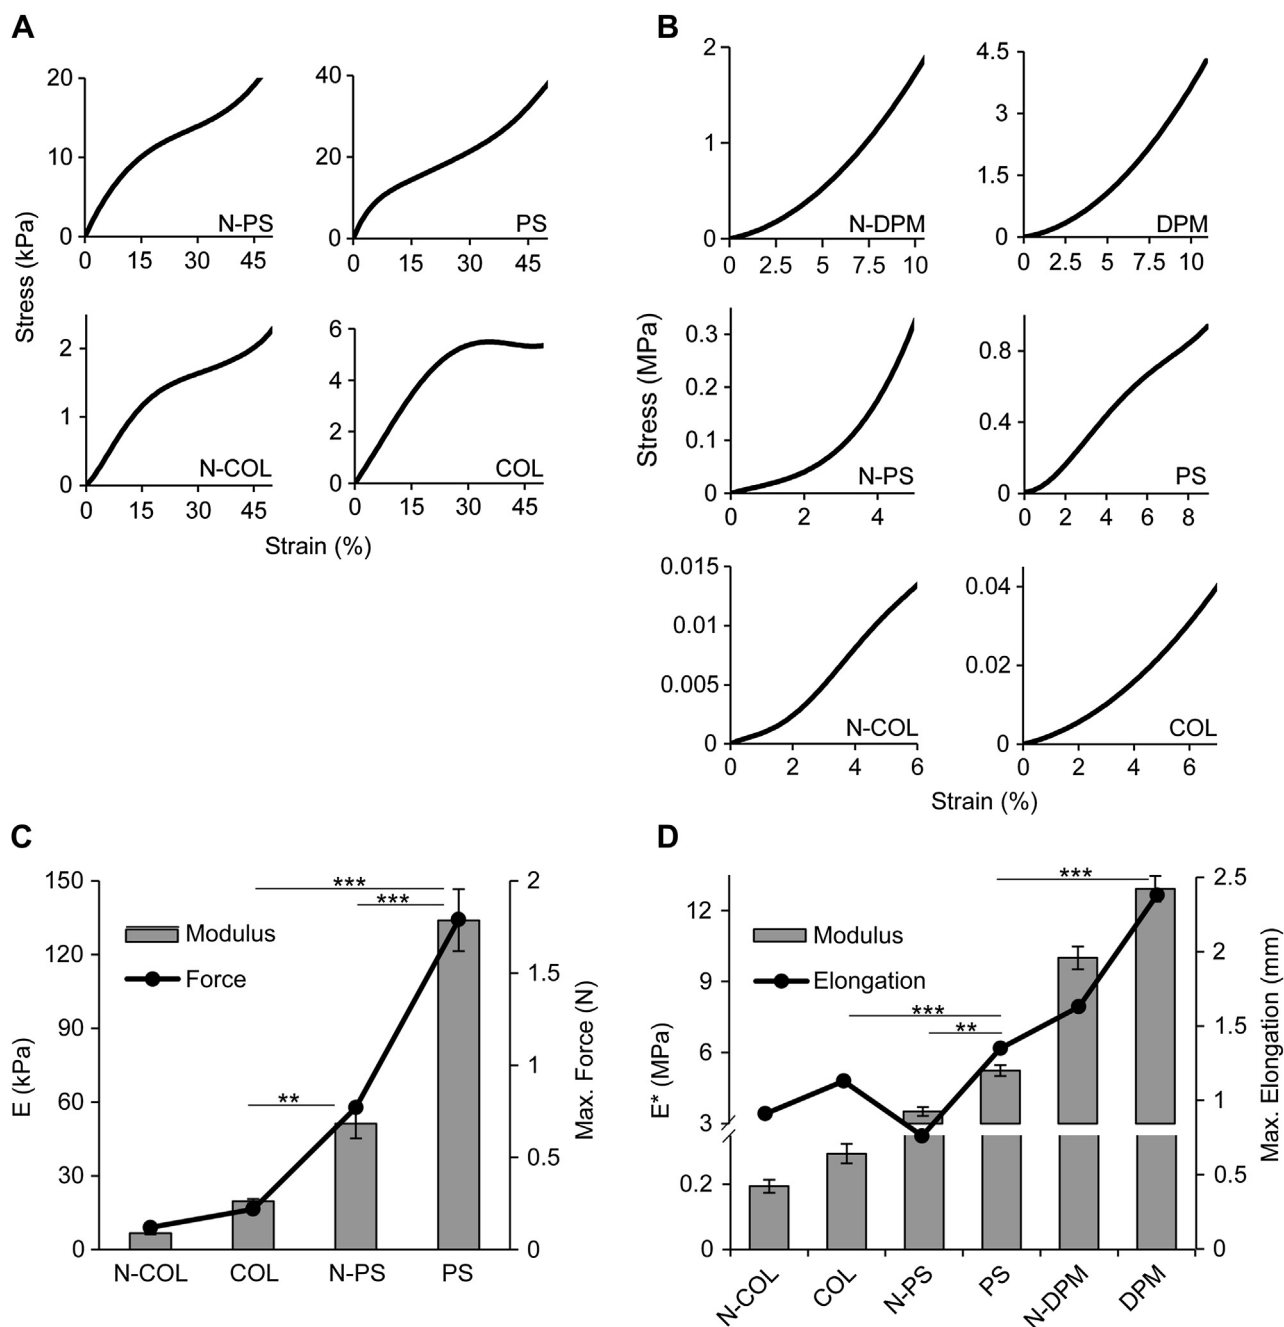 A
Stress (kPa)
20
10
0
0 15 30 45
N-PS
40
20
0
0 15 30 45
PS
2
1
0
0 15 30 45
N-COL
6
4
2
0
0 15 30 45
COL
Strain (%)
B
Stress (MPa)
2
1
0
0 2.5 5 7.5 10
N-DPM
4.5
3
1.5
0
0 2.5 5 7.5 10
DPM
0.3
0.2
0.1
0
0 2 4
N-PS
0.8
0.4
0
0 2 4 6 8
PS
0.015
0.01
0.005
0
0 2 4 6
N-COL
0.04
0.02
0
0 2 4 6
COL
Strain (%)
C
E (kPa)
150
120
90
60
30
0
Modulus
Force
***
***
**
2
1.5
1
0.5
0
Max. Force (N)
N-COL COL N-PS PS
D
E* (MPa)
12
9
6
3
0.2
0
Modulus
Elongation
***
***
**
2.5
2
1.5
1
0.5
0
Max. Elongation (mm)
N-COL COL N-PS PS N-DPM DPM